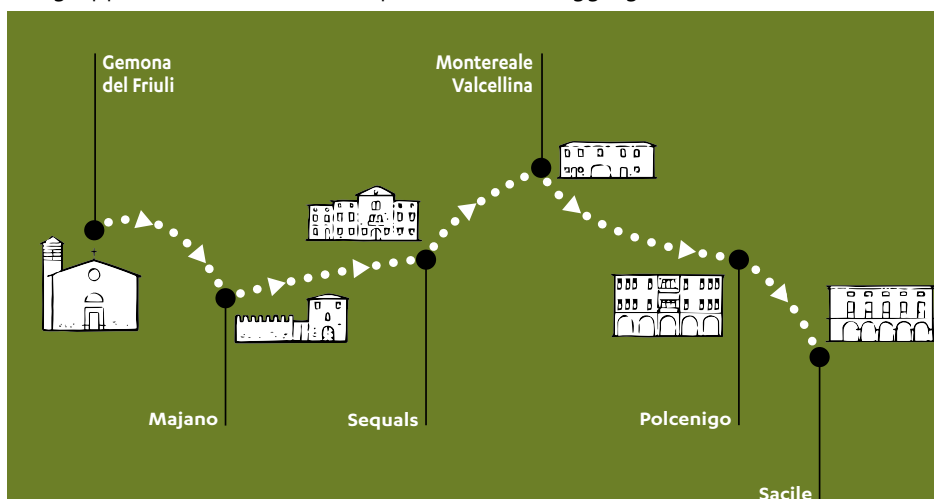 Gemona
del Friuli
Montereale
Valcellina
Majano
Sequals
Polcenigo
Sacile